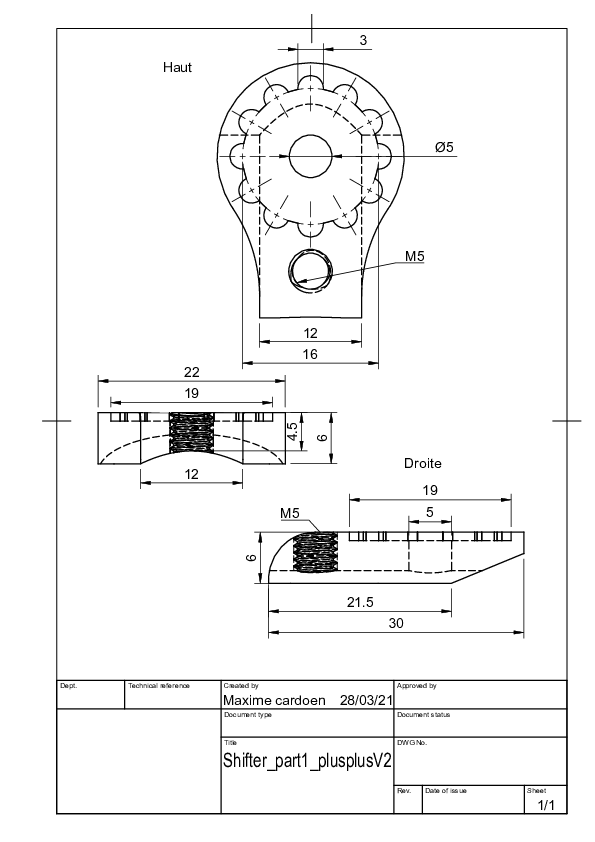 3
Haut
Ø5
M5
12
16
22
19
4.5
6
12
Droite
19
M5
5
6
21.5
30
Dept.
Technical reference
Created by
Approved by
Maxime cardoen 28/03/21
Document type
Document status
Title
DWG No.
Shifter_part1_plusplusV2
Rev.
Date of issue
Sheet
1/1